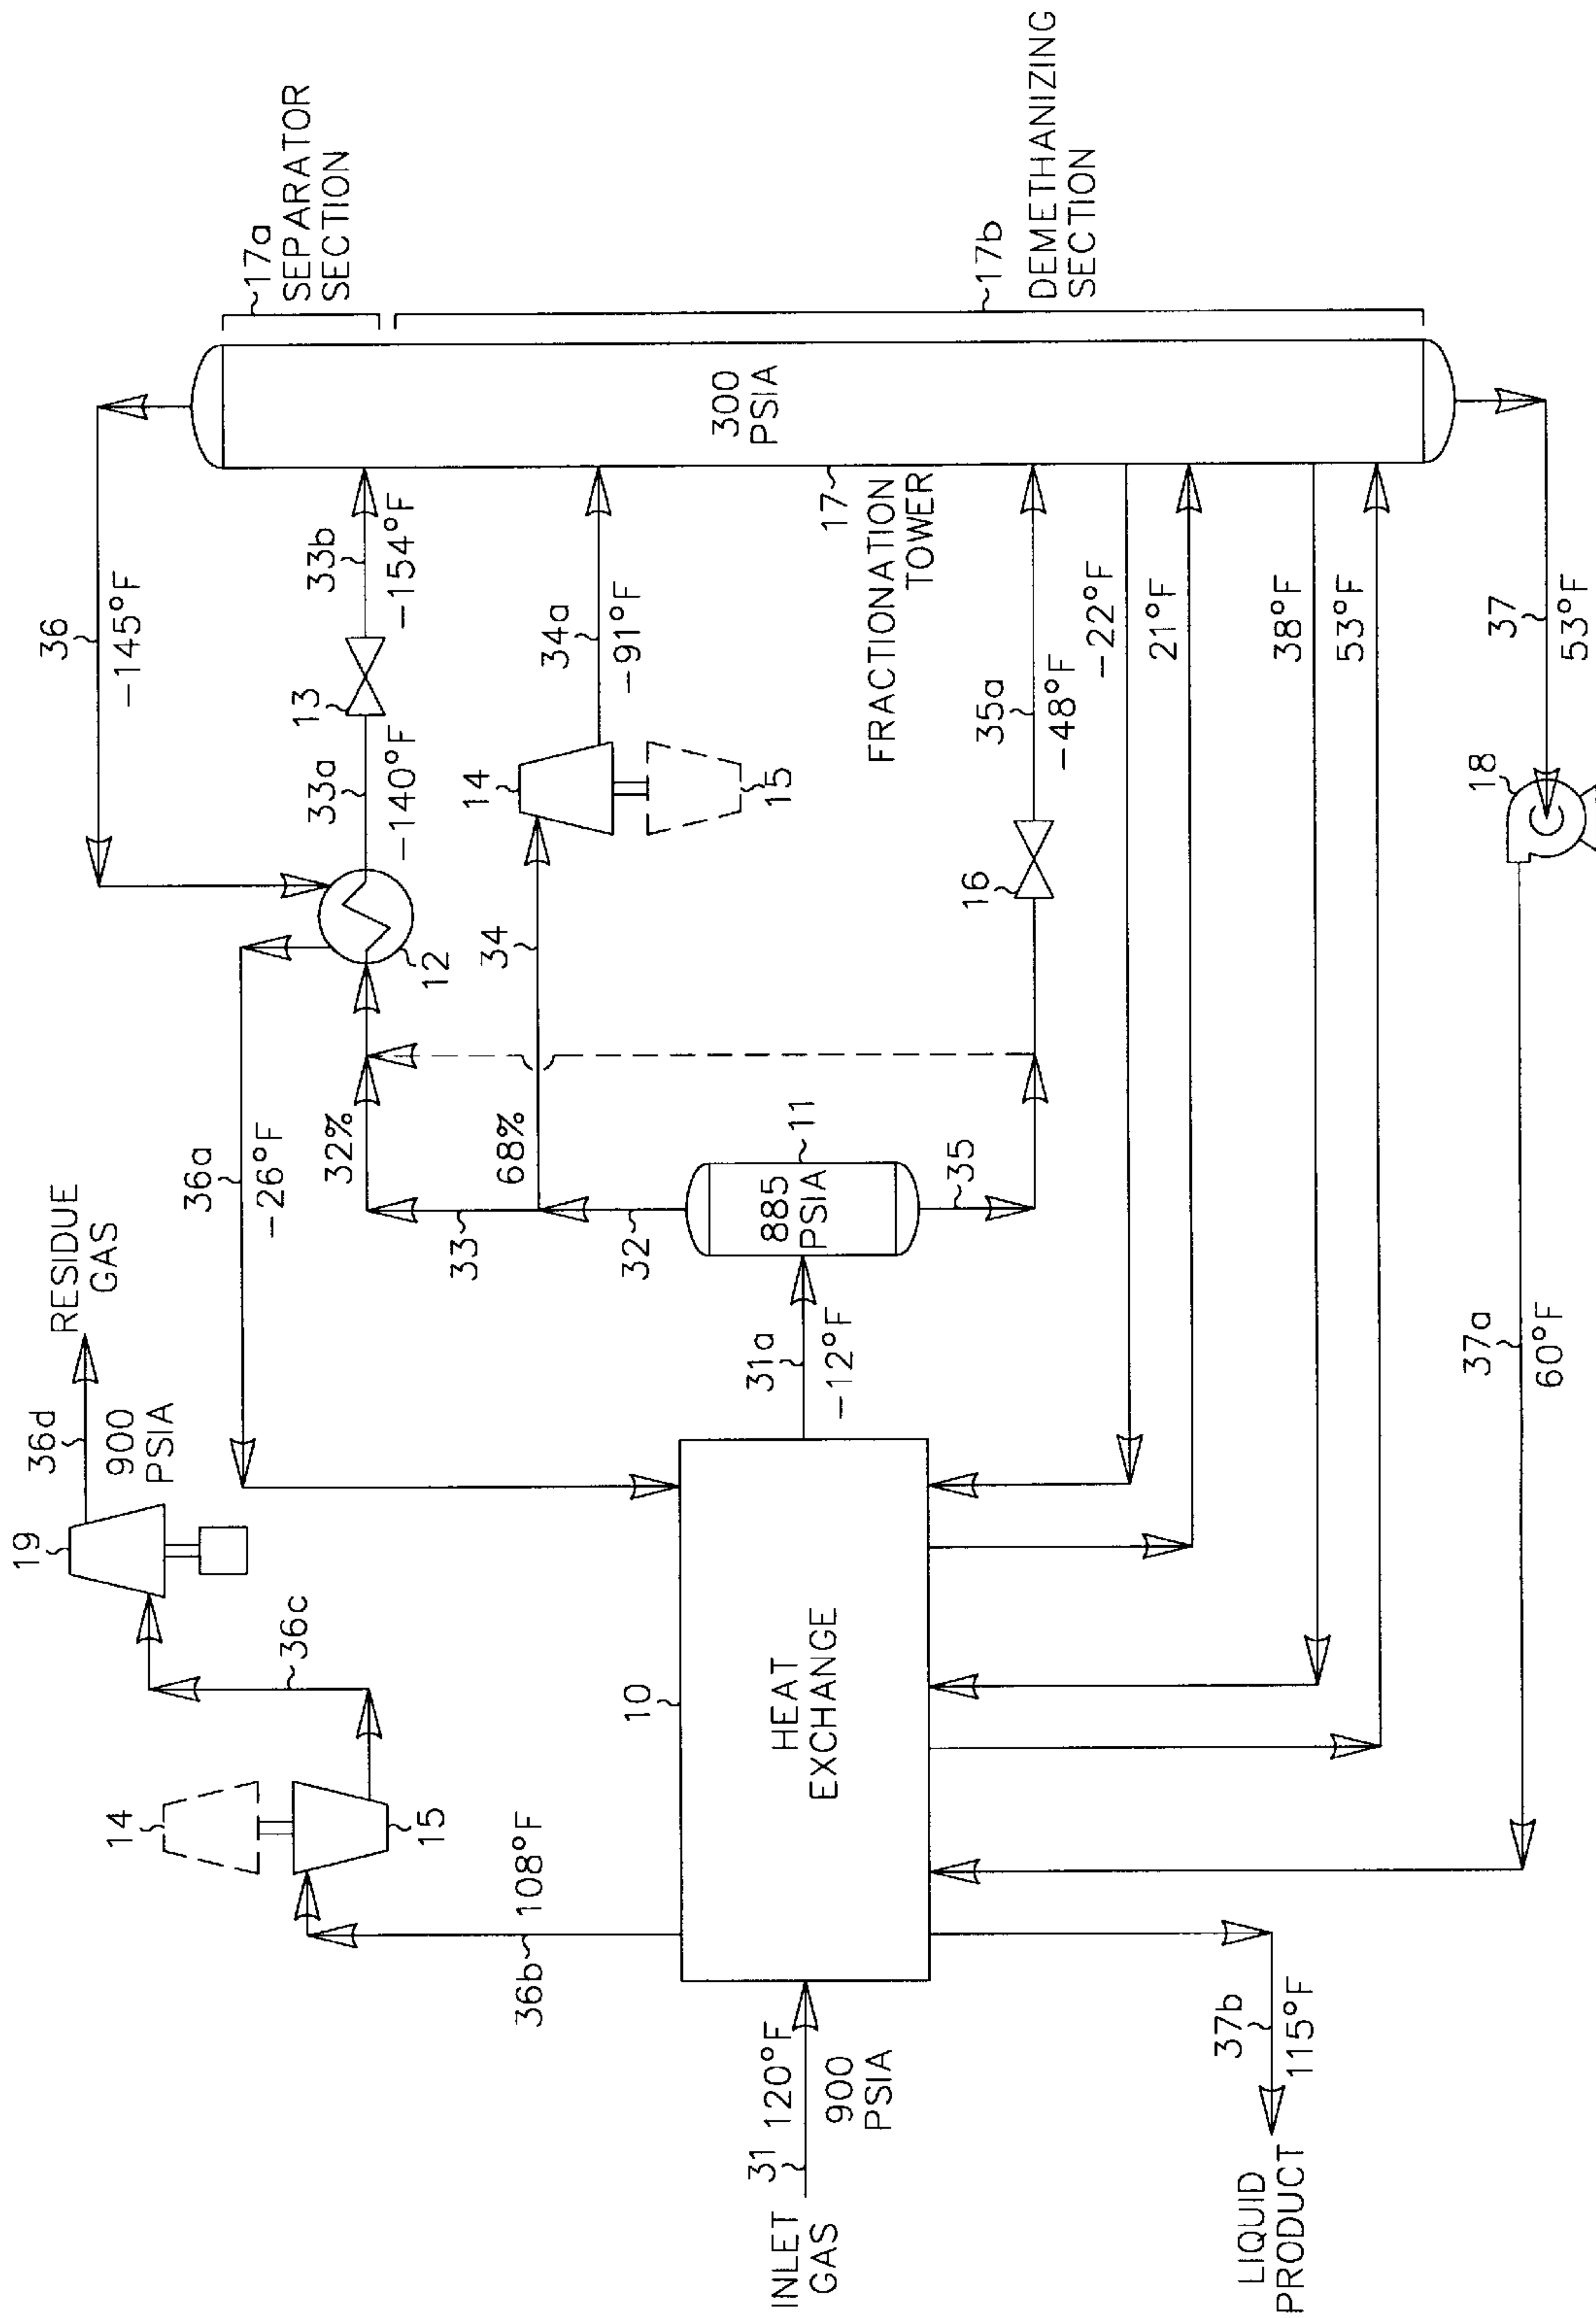 RESIDUE
GAS
36d
900
PSIA
19
36c
14
15
36b
108°F
36a
-26°F
36
-145°F
32%
33
12
33a
-140°F
13
33b
-154°F
17a
SEPARATOR
SECTION
68%
34
14
15
34a
-91°F
32
885
PSIA
11
35
300
PSIA
17
FRACTIONATION
TOWER
17b
DEMETHANIZING
SECTION
INLET
GAS
31
120°F
900
PSIA
10
HEAT
EXCHANGE
31a
-12°F
16
35a
-48°F
-22°F
21°F
38°F
53°F
LIQUID
PRODUCT
37b
115°F
37a
60°F
18
37
53°F